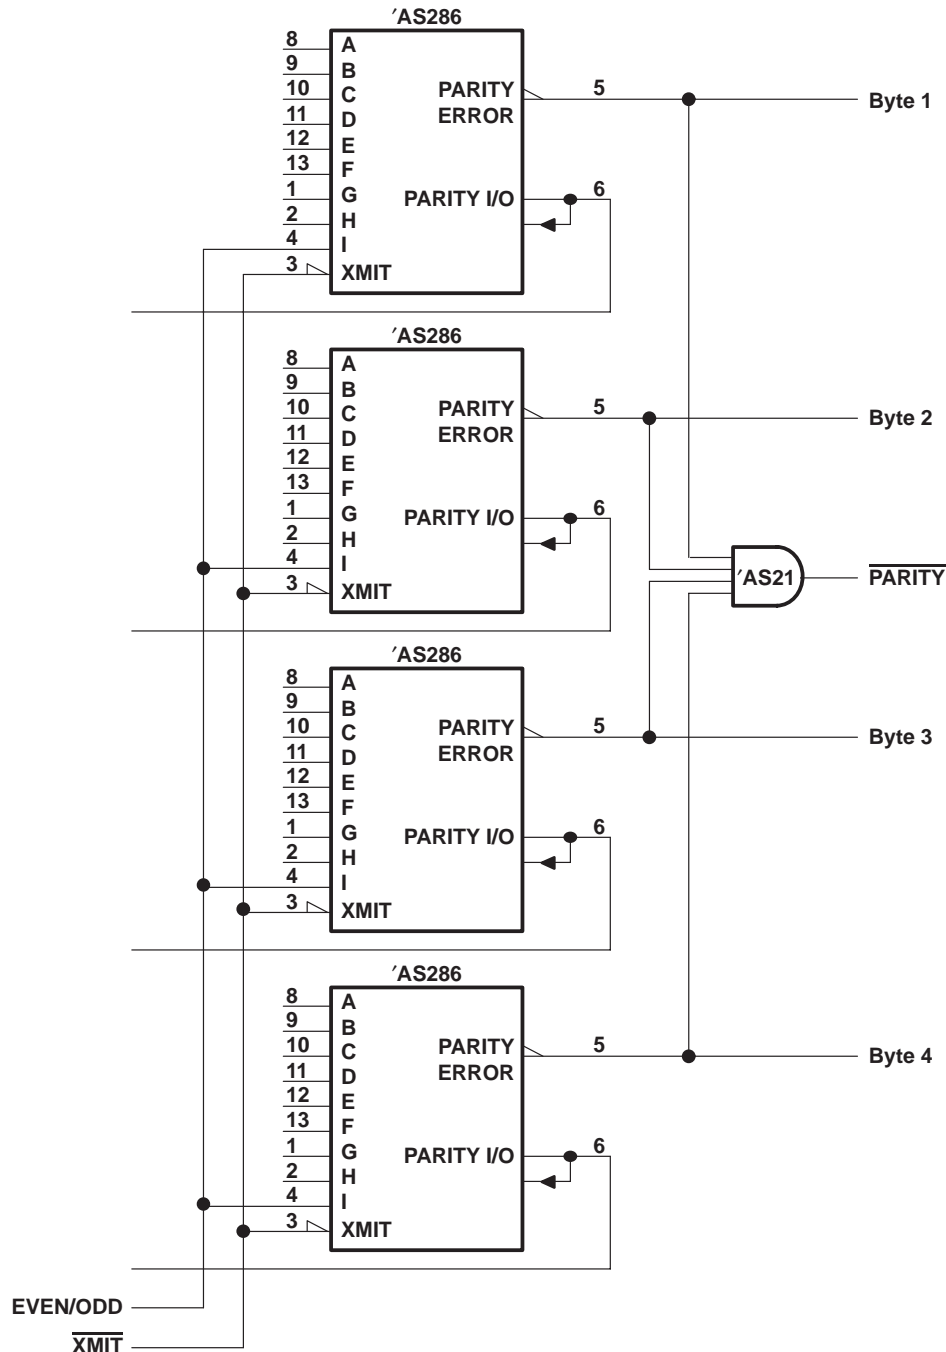 ′AS286
8 A
9 B
10 C
11 D
12 E
13 F
1 G
2 H
4 I
3 XMIT
PARITY
ERROR
5
PARITY I/O
6
Byte 1
′AS286
8 A
9 B
10 C
11 D
12 E
13 F
1 G
2 H
4 I
3 XMIT
PARITY
ERROR
5
PARITY I/O
6
Byte 2
′AS21
PARITY
′AS286
8 A
9 B
10 C
11 D
12 E
13 F
1 G
2 H
4 I
3 XMIT
PARITY
ERROR
5
PARITY I/O
6
Byte 3
′AS286
8 A
9 B
10 C
11 D
12 E
13 F
1 G
2 H
4 I
3 XMIT
PARITY
ERROR
5
PARITY I/O
6
Byte 4
EVEN/ODD
XMIT